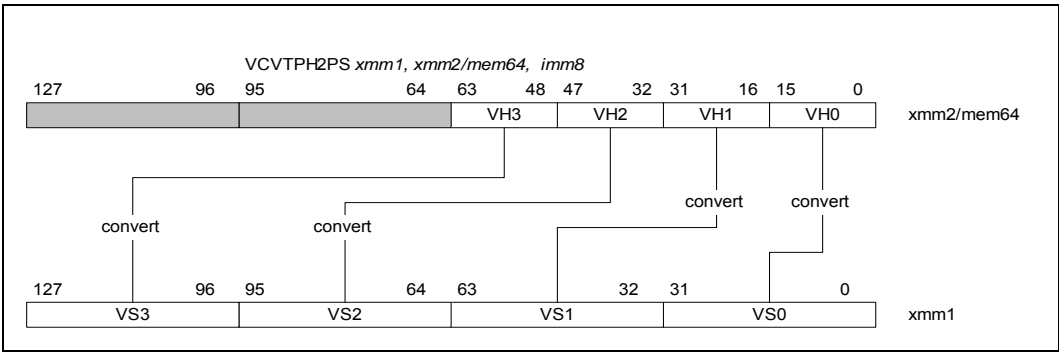 VCVTPH2PS xmm1, xmm2/mem64, imm8
127 96 95 64 63 48 47 32 31 16 15 0
VH3 VH2 VH1 VH0 xmm2/mem64
convert convert
convert convert
127 96 95 64 63 32 31 0
VS3 VS2 VS1 VS0 xmm1